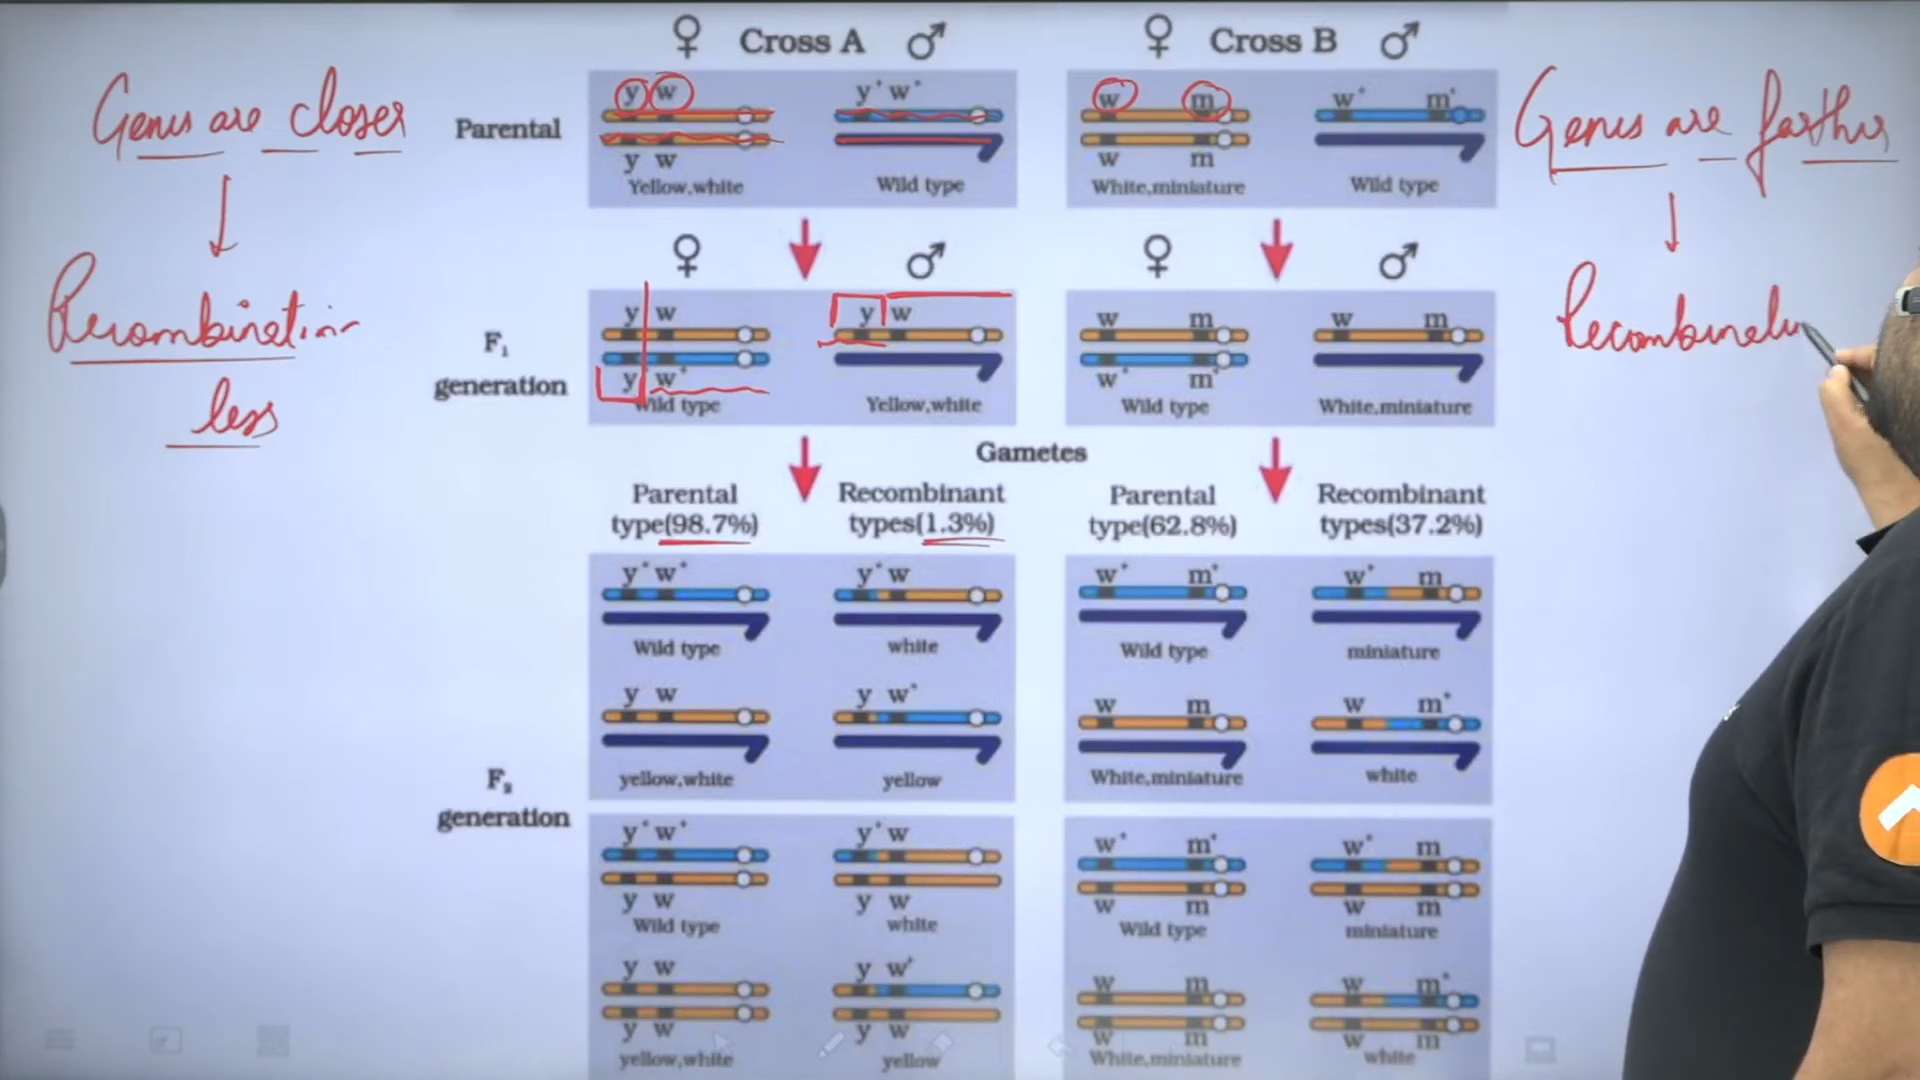 ♀ Cross A ♂
♀ Cross B ♂
Genes are closer
Recombination
less
Genes are farther
Recombinati
Parental
y w
y w
Yellow,white
y⁺ w⁺
Wild type
w m
w m
White,miniature
w⁺ m⁺
Wild type
♀ ♂
♀ ♂
F₁
generation
y w
y⁺ w⁺
Wild type
y w
Yellow,white
w m
w⁺ m⁺
Wild type
w m
White,miniature
Gametes
Parental
type(98.7%)
Recombinant
types(1.3%)
Parental
type(62.8%)
Recombinant
types(37.2%)
F₂
generation
y⁺ w⁺
Wild type
y⁺ w
white
w⁺ m⁺
Wild type
w⁺ m
miniature
y w
yellow,white
y w⁺
yellow
w m
White,miniature
w m⁺
white
y⁺ w⁺
y w
Wild type
y⁺ w
y w
white
w⁺ m⁺
w m
Wild type
w⁺ m
w m
miniature
y w
y w
yellow,white
y w⁺
y w
yellow
w m
w m
White,miniature
w m⁺
w m
white